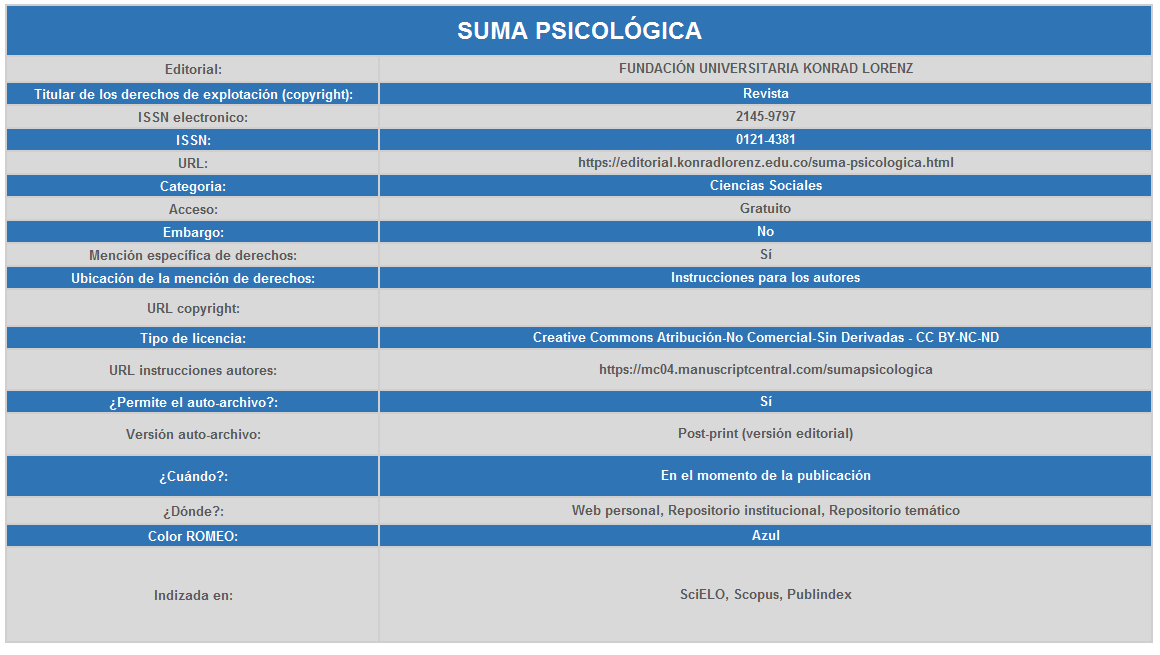 SUMA PSICOLÓGICA
Editorial: FUNDACIÓN UNIVERSITARIA KONRAD LORENZ
Titular de los derechos de explotación (copyright): Revista
ISSN electronico: 2145-9797
ISSN: 0121-4381
URL: https://editorial.konradlorenz.edu.co/suma-psicologica.html
Categoria: Ciencias Sociales
Acceso: Gratuito
Embargo: No
Mención específica de derechos: Sí
Ubicación de la mención de derechos: Instrucciones para los autores
URL copyright:
Tipo de licencia: Creative Commons Atribución-No Comercial-Sin Derivadas - CC BY-NC-ND
URL instrucciones autores: https://mc04.manuscriptcentral.com/sumapsicologica
¿Permite el auto-archivo?: Sí
Versión auto-archivo: Post-print (versión editorial)
¿Cuándo?: En el momento de la publicación
¿Dónde?: Web personal, Repositorio institucional, Repositorio temático
Color ROMEO: Azul
Indizada en: SciELO, Scopus, Publindex